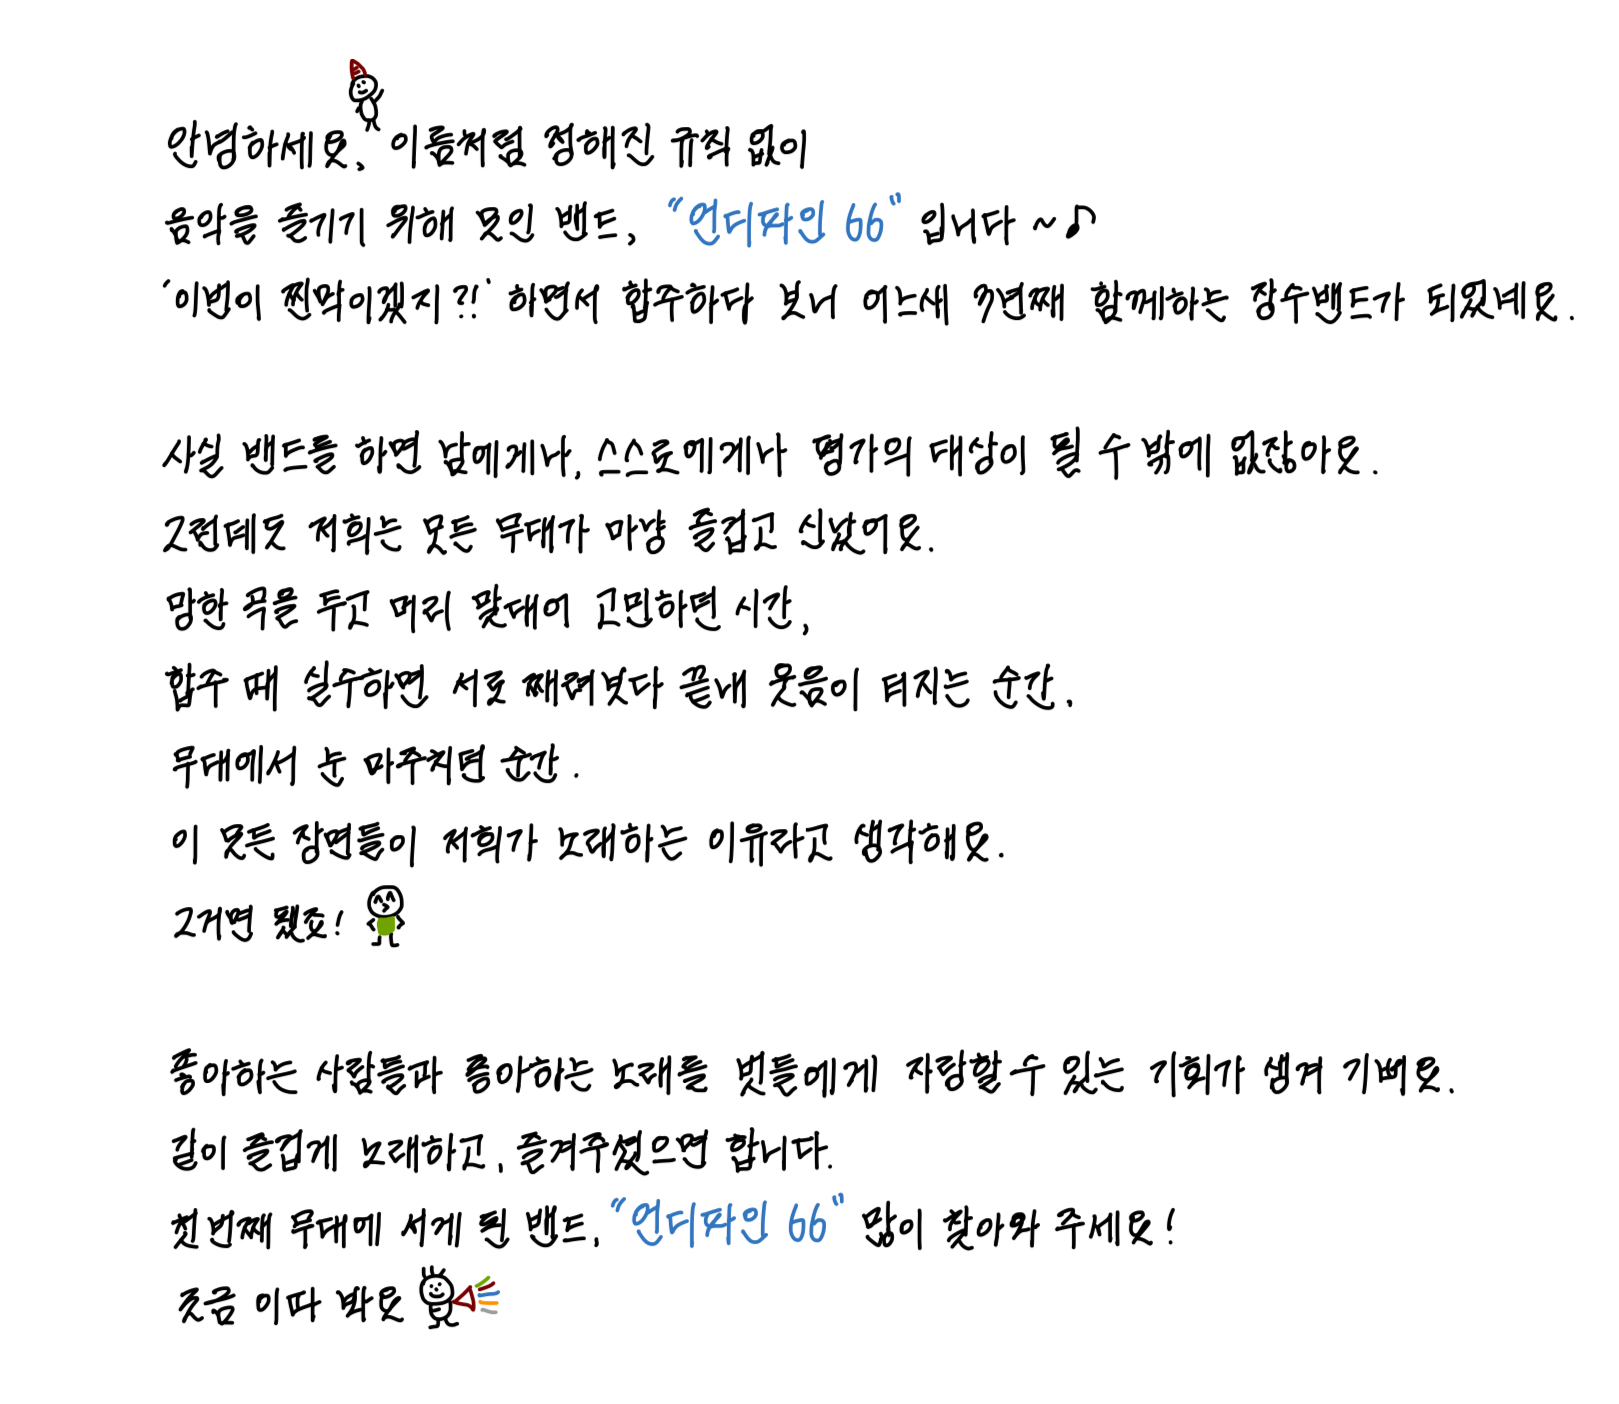 안녕하세요, 이름처럼 정해진 규칙 없이
음악을 즐기기 위해 모인 밴드, "언디파인 66" 입니다 ~♪
'이번이 찐막이겠지?!' 하면서 합주하다 보니 어느새 3년째 함께하는 장수밴드가 되었네요.
사실 밴드를 하면 남에게나, 스스로에게나 평가의 대상이 될 수 밖에 없잖아요.
그런데도 저희는 모든 무대가 마냥 즐겁고 신났어요.
망한 곡을 두고 머리 맞대어 고민하던 시간,
합주 때 실수하면 서로 째려보다 끝내 웃음이 터지는 순간,
무대에서 눈 마주치던 순간.
이 모든 장면들이 저희가 노래하는 이유라고 생각해요.
그거면 됐죠!
좋아하는 사람들과 좋아하는 노래를 벗들에게 자랑할 수 있는 기회가 생겨 기뻐요.
같이 즐겁게 노래하고, 즐겨주셨으면 합니다.
첫번째 무대에 서게 된 밴드, "언디파인 66" 많이 찾아와 주세요!
조금 이따 봐요